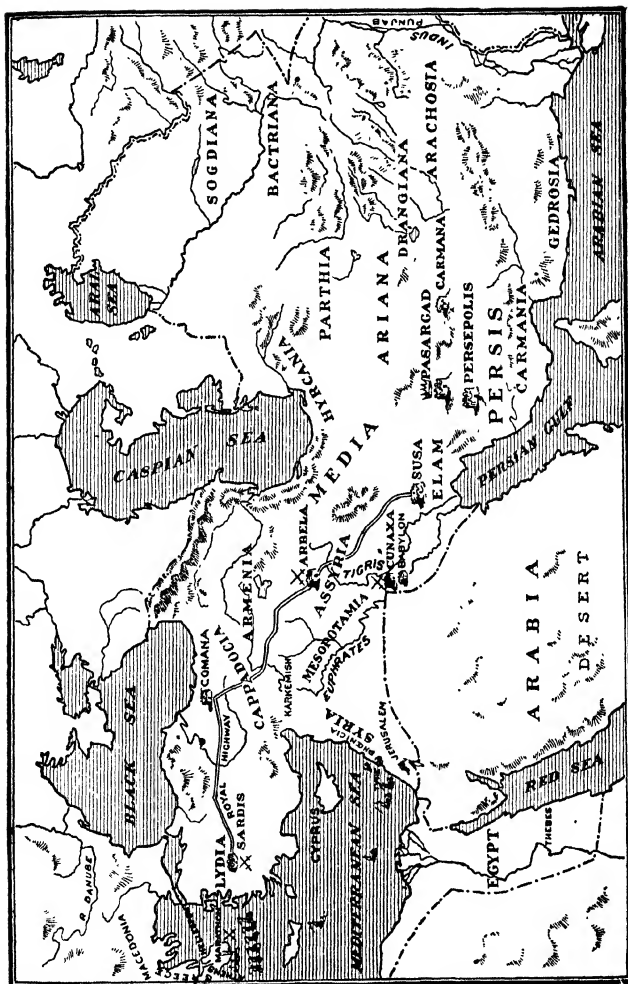 MACEDONIA
R. DANUBE
GREECE
BLACK SEA
CASPIAN SEA
ARAL SEA
SOGDIANA
BACTRIANA
PUNJAB
INDUS
LYDIA
SARDIS
ROYAL HIGHWAY
COMANA
CAPPADOCIA
ARMENIA
KARKEMISH
MESOPOTAMIA
EUPHRATES
ARBELA
ASSYRIA
TIGRIS
MEDIA
HYRCANIA
PARTHIA
ARIANA
DRANGIANA
ARACHOSIA
CYPRUS
MEDITERRANEAN SEA
SYRIA
PHŒNICIA
JERUSALEM
CUNAXA
BABYLON
SUSA
ELAM
PASARGAD
CARMANA
PERSEPOLIS
PERSIS
CARMANIA
GEDROSIA
PERSIAN GULF
ARABIAN SEA
EGYPT
THEBES
RED SEA
ARABIA
DESERT